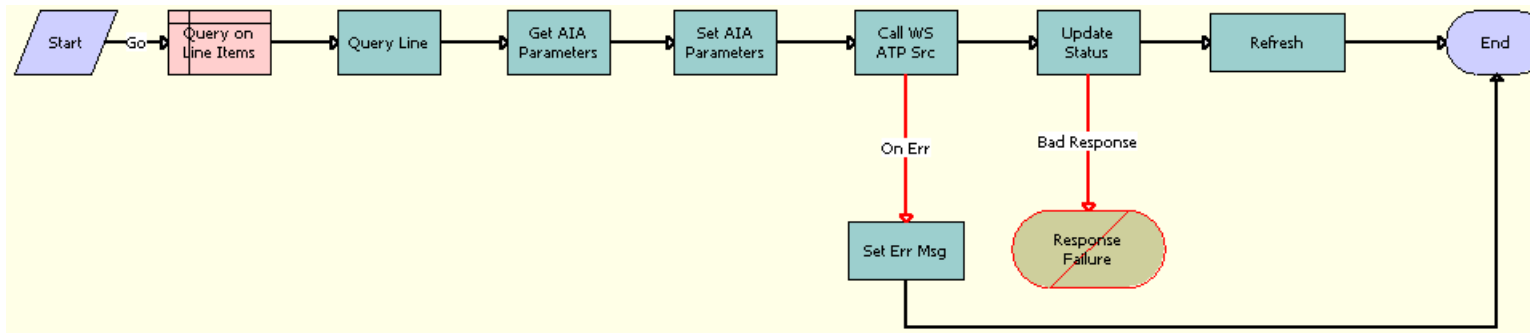 Start
Go
Query on
Line Items
Query Line
Get AIA
Parameters
Set AIA
Parameters
Call WS
ATP Src
Update
Status
Refresh
End
On Err
Bad Response
Set Err Msg
Response
Failure